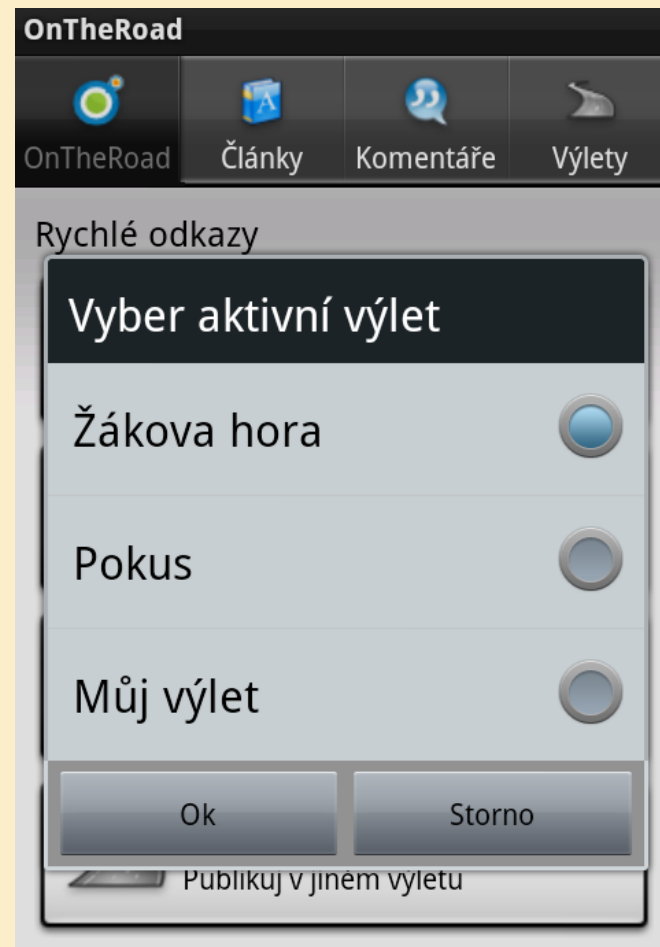 OnTheRoad
OnTheRoad Články Komentáře Výlety
Rychlé odkazy
Vyber aktivní výlet
Žákova hora
Pokus
Můj výlet
Ok Storno
Publikuj v jiném výletu